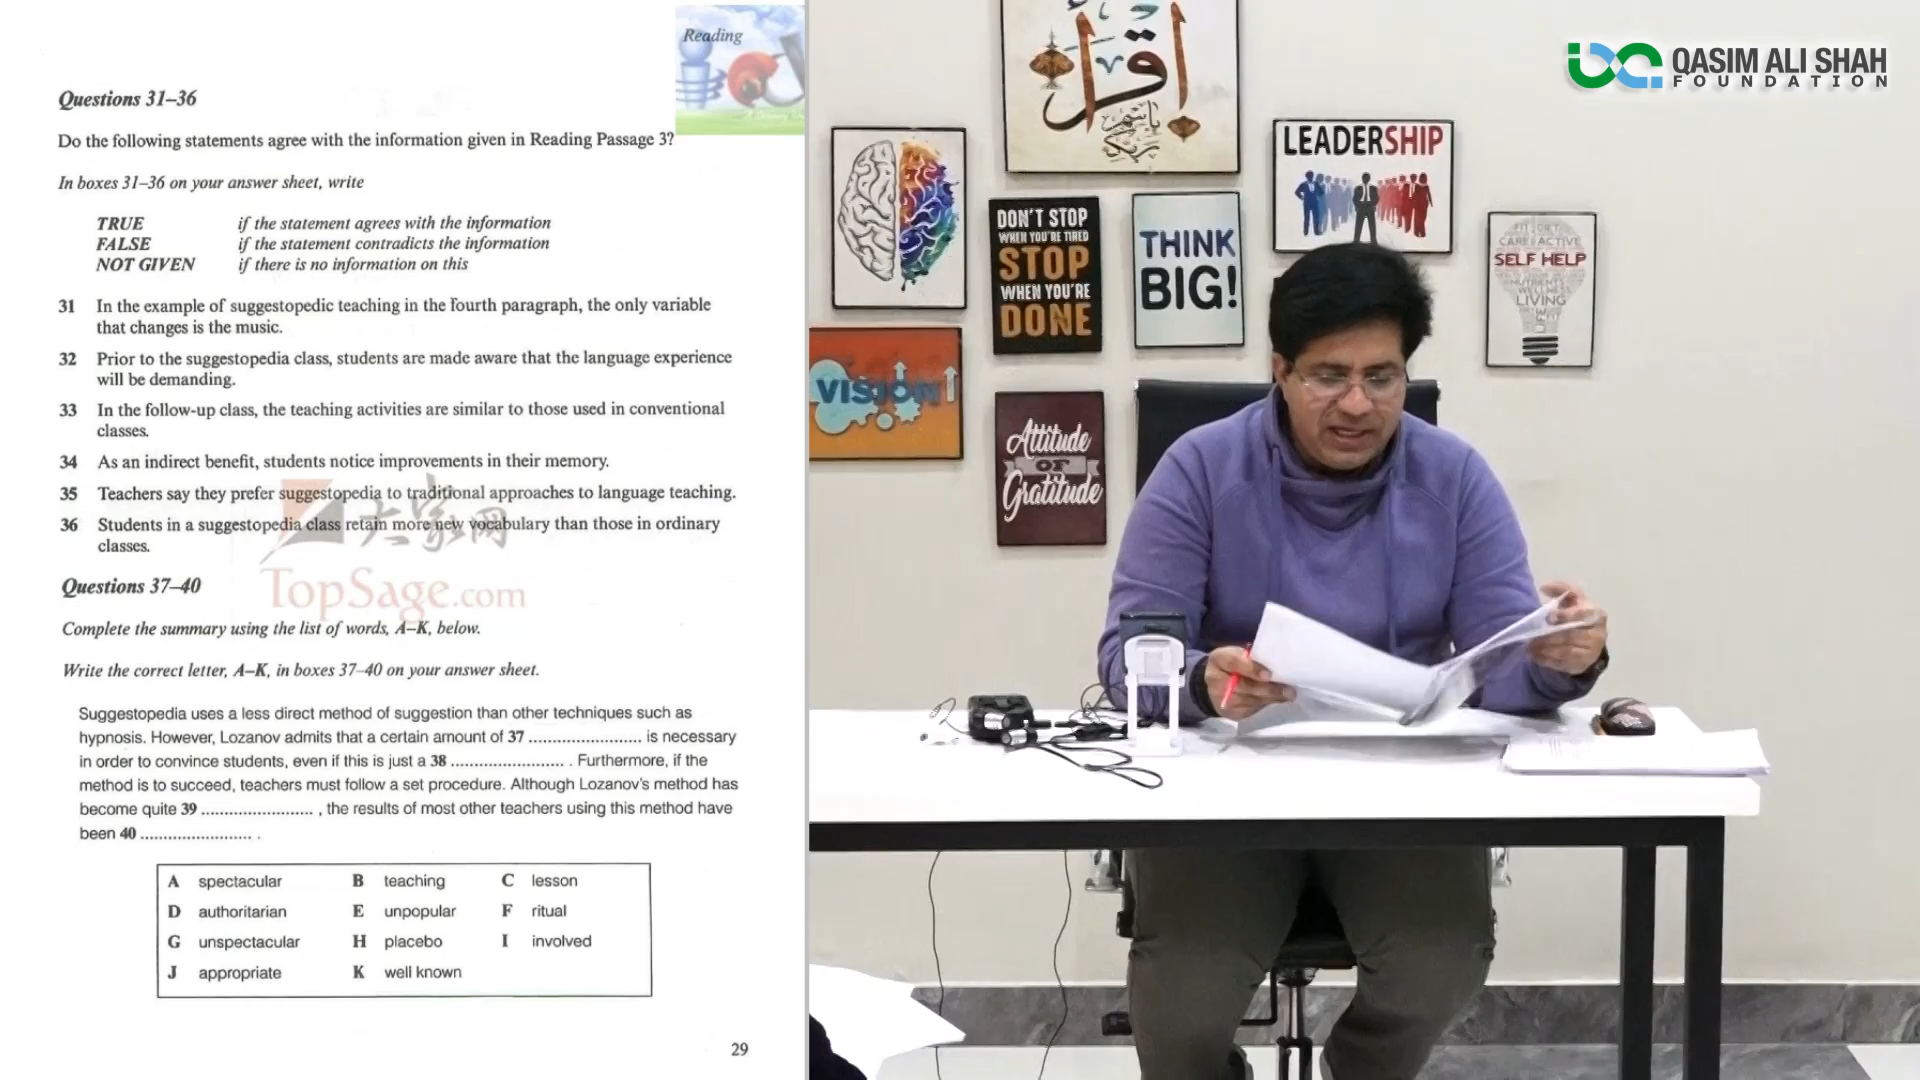 Reading
Questions 31–36
Do the following statements agree with the information given in Reading Passage 3?
In boxes 31–36 on your answer sheet, write
TRUE if the statement agrees with the information
FALSE if the statement contradicts the information
NOT GIVEN if there is no information on this
31 In the example of suggestopedic teaching in the fourth paragraph, the only variable
that changes is the music.
32 Prior to the suggestopedia class, students are made aware that the language experience
will be demanding.
33 In the follow-up class, the teaching activities are similar to those used in conventional
classes.
34 As an indirect benefit, students notice improvements in their memory.
35 Teachers say they prefer suggestopedia to traditional approaches to language teaching.
36 Students in a suggestopedia class retain more new vocabulary than those in ordinary
classes.
大家网
TopSage.com
Questions 37–40
Complete the summary using the list of words, A–K, below.
Write the correct letter, A–K, in boxes 37–40 on your answer sheet.
Suggestopedia uses a less direct method of suggestion than other techniques such as
hypnosis. However, Lozanov admits that a certain amount of 37 ........................ is necessary
in order to convince students, even if this is just a 38 ........................ . Furthermore, if the
method is to succeed, teachers must follow a set procedure. Although Lozanov's method has
become quite 39 ........................ , the results of most other teachers using this method have
been 40 ........................ .
A spectacular B teaching C lesson
D authoritarian E unpopular F ritual
G unspectacular H placebo I involved
J appropriate K well known
29
QASIM ALI SHAH
FOUNDATION
اقرأ
باسم
ربك
LEADERSHIP
DON'T STOP
WHEN YOU'RE TIRED
STOP
WHEN YOU'RE
DONE
THINK
BIG!
CARE ACTIVE
SELF HELP
NUTRIENTS
WELLNESS
LIVING
VISION
Attitude
OF
Gratitude